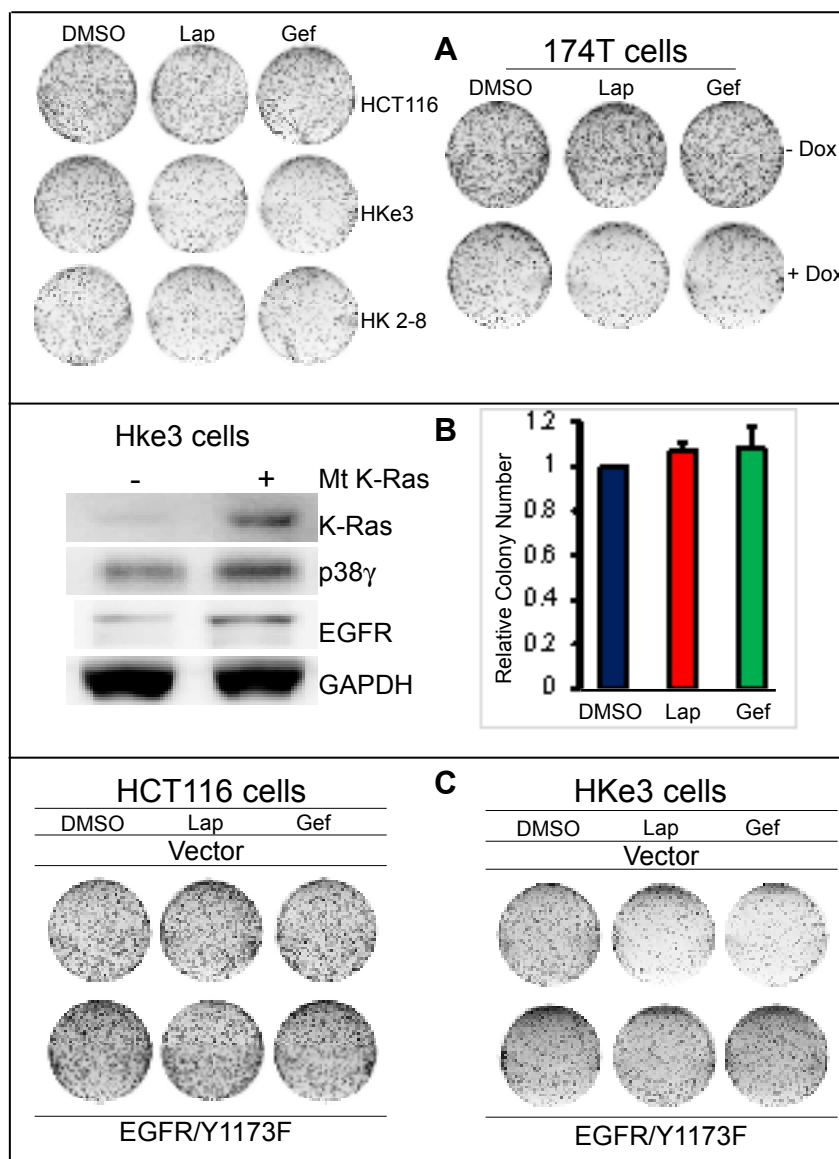 A
DMSO Lap Gef
HCT116
HKe3
HK 2-8
174T cells
DMSO Lap Gef
- Dox
+ Dox
B
Hke3 cells
- + Mt K-Ras
K-Ras
p38γ
EGFR
GAPDH
Relative Colony Number
1.2
1
0.8
0.6
0.4
0.2
0
DMSO Lap Gef
C
HCT116 cells
DMSO Lap Gef
Vector
EGFR/Y1173F
HKe3 cells
DMSO Lap Gef
Vector
EGFR/Y1173F